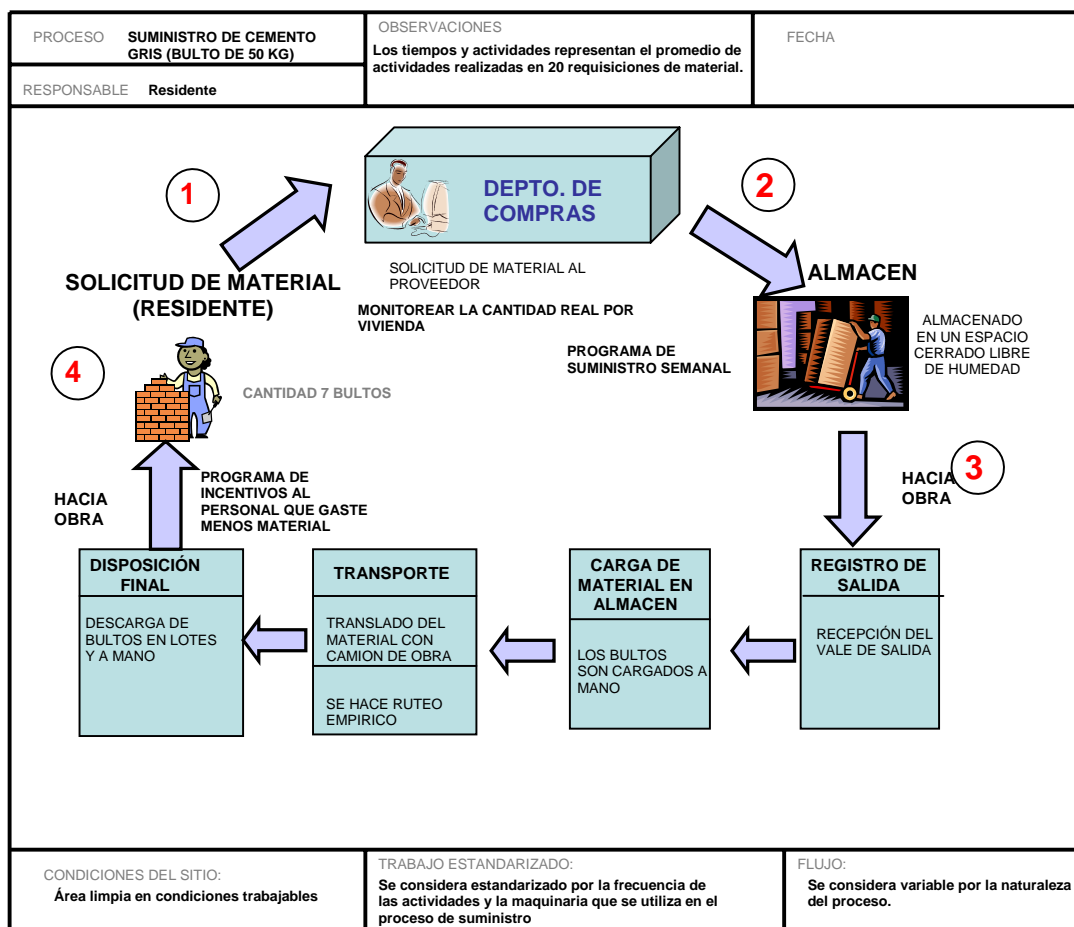 PROCESO SUMINISTRO DE CEMENTO
GRIS (BULTO DE 50 KG)
RESPONSABLE Residente
OBSERVACIONES
Los tiempos y actividades representan el promedio de
actividades realizadas en 20 requisiciones de material.
FECHA
1
DEPTO. DE
COMPRAS
2
SOLICITUD DE MATERIAL
(RESIDENTE)
SOLICITUD DE MATERIAL AL
PROVEEDOR
MONITOREAR LA CANTIDAD REAL POR
VIVIENDA
ALMACEN
PROGRAMA DE
SUMINISTRO SEMANAL
ALMACENADO
EN UN ESPACIO
CERRADO LIBRE
DE HUMEDAD
4
CANTIDAD 7 BULTOS
HACIA
OBRA
3
HACIA
OBRA
PROGRAMA DE
INCENTIVOS AL
PERSONAL QUE GASTE
MENOS MATERIAL
DISPOSICIÓN
FINAL
DESCARGA DE
BULTOS EN LOTES
Y A MANO
TRANSPORTE
TRANSLADO DEL
MATERIAL CON
CAMION DE OBRA
SE HACE RUTEO
EMPIRICO
CARGA DE
MATERIAL EN
ALMACEN
LOS BULTOS
SON CARGADOS A
MANO
REGISTRO DE
SALIDA
RECEPCIÓN DEL
VALE DE SALIDA
CONDICIONES DEL SITIO:
Área limpia en condiciones trabajables
TRABAJO ESTANDARIZADO:
Se considera estandarizado por la frecuencia de
las actividades y la maquinaria que se utiliza en el
proceso de suministro
FLUJO:
Se considera variable por la naturaleza
del proceso.